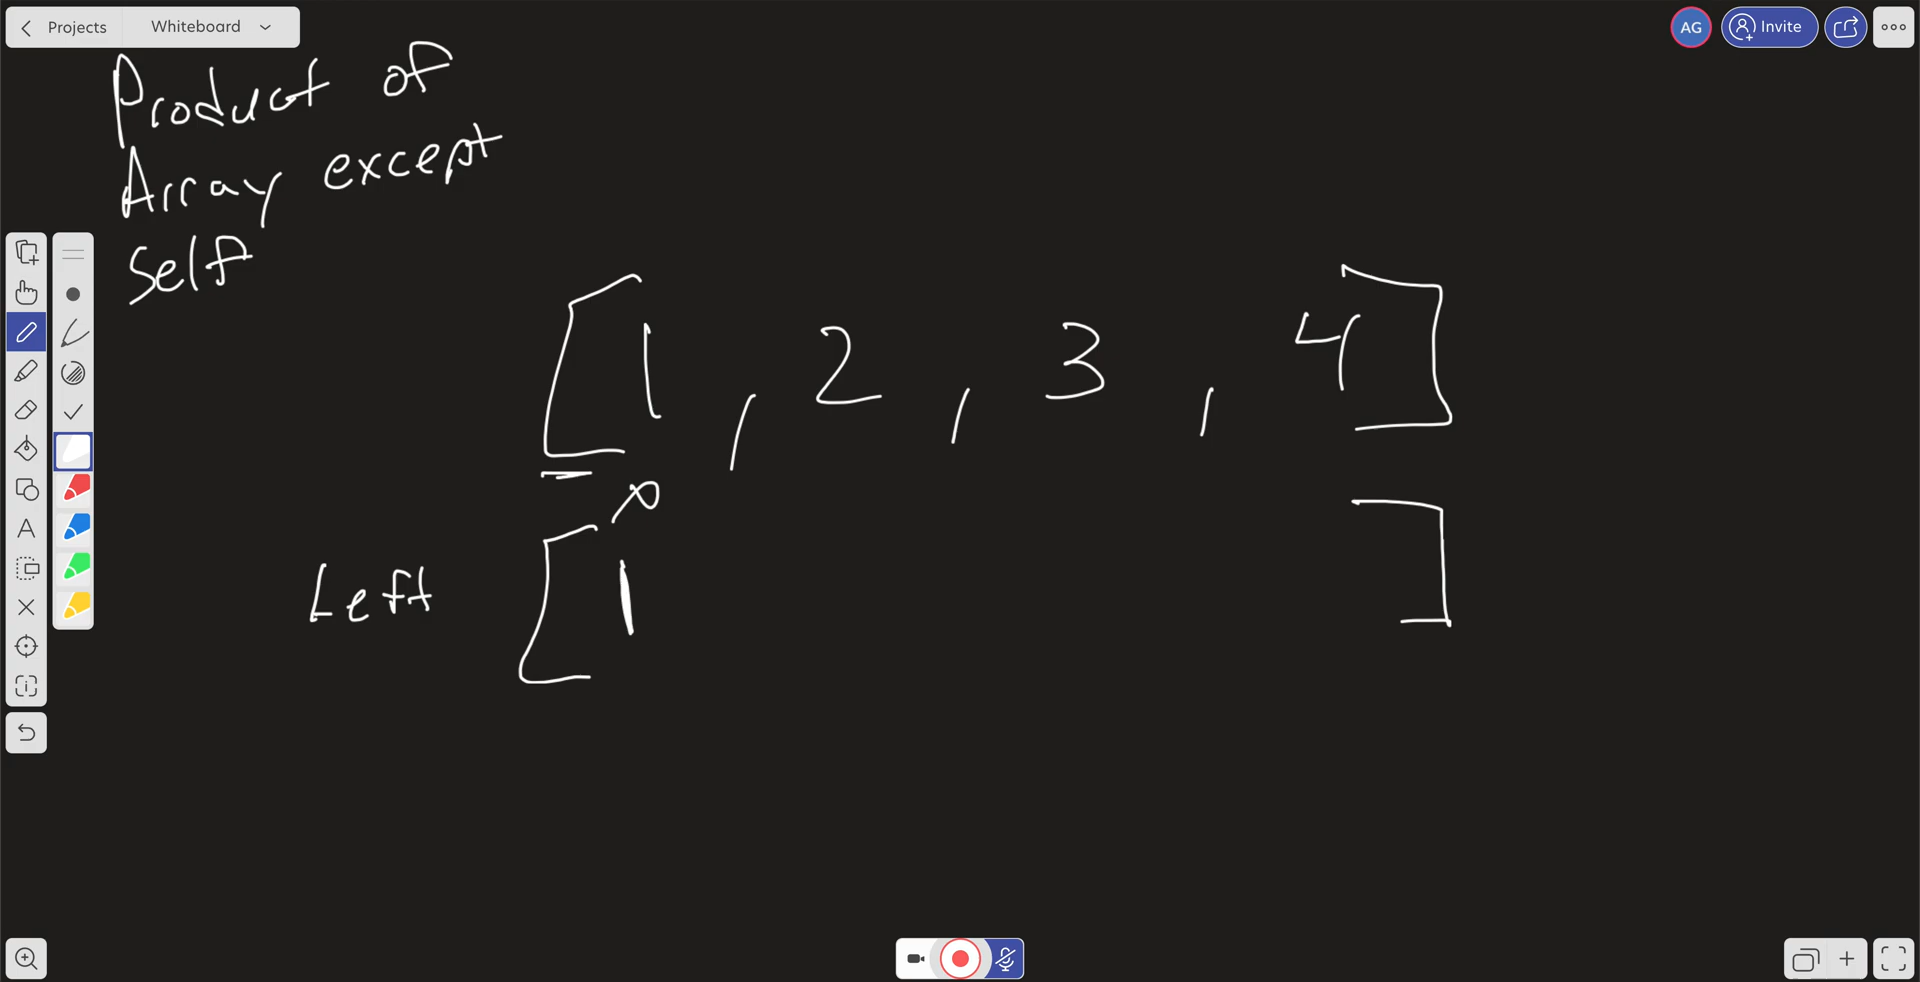 Projects Whiteboard
AG Invite
Product of
Array except
Self
[1, 2, 3, 4]
Left [1 ]